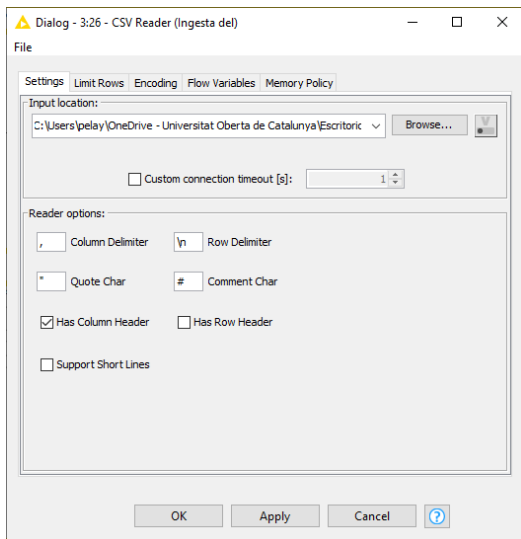 Dialog - 3:26 - CSV Reader (Ingesta del)
File
Settings Limit Rows Encoding Flow Variables Memory Policy
Input location:
C:\Users\pelay\OneDrive - Universitat Oberta de Catalunya\Escritoric Browse... V
Custom connection timeout [s]: 1
Reader options:
, Column Delimiter \n Row Delimiter
" Quote Char # Comment Char
Has Column Header Has Row Header
Support Short Lines
OK Apply Cancel ?